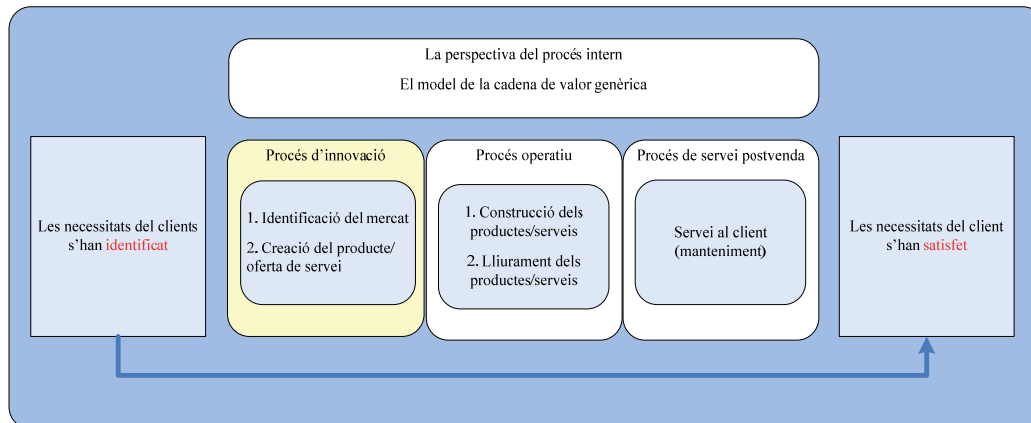 La perspectiva del procés intern
El model de la cadena de valor genèrica
Les necessitats del clients
s'han identificat
Procés d'innovació
1. Identificació del mercat
2. Creació del producte/
oferta de servei
Procés operatiu
1. Construcció dels
productes/serveis
2. Lliurament dels
productes/serveis
Procés de servei postvenda
Servei al client
(manteniment)
Les necessitats del client
s'han satisfet